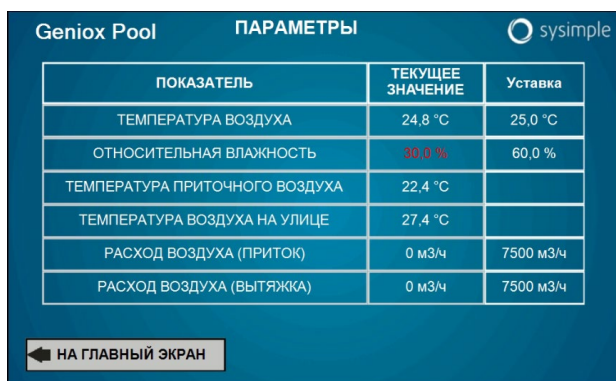 Geniox Pool ПАРАМЕТРЫ sysimple
ПОКАЗАТЕЛЬ ТЕКУЩЕЕ ЗНАЧЕНИЕ Уставка
ТЕМПЕРАТУРА ВОЗДУХА 24,8 °C 25,0 °C
ОТНОСИТЕЛЬНАЯ ВЛАЖНОСТЬ 30,0 % 60,0 %
ТЕМПЕРАТУРА ПРИТОЧНОГО ВОЗДУХА 22,4 °C
ТЕМПЕРАТУРА ВОЗДУХА НА УЛИЦЕ 27,4 °C
РАСХОД ВОЗДУХА (ПРИТОК) 0 м3/ч 7500 м3/ч
РАСХОД ВОЗДУХА (ВЫТЯЖКА) 0 м3/ч 7500 м3/ч
НА ГЛАВНЫЙ ЭКРАН